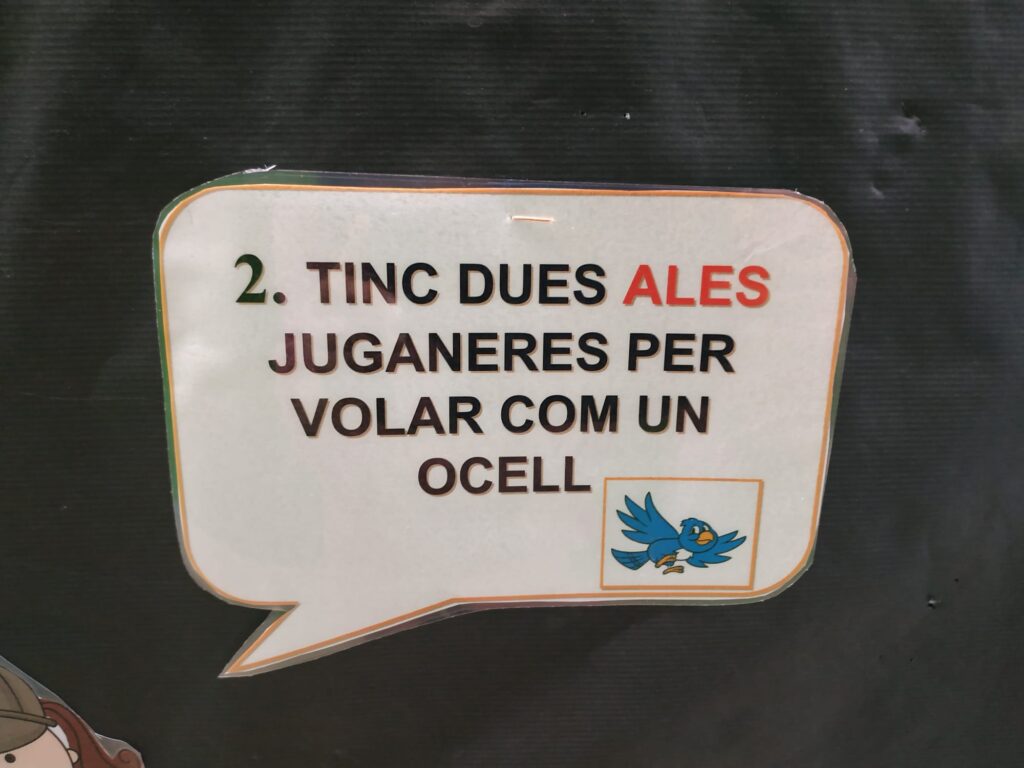 2. TINC DUES ALES
JUGANERES PER
VOLAR COM UN
OCELL